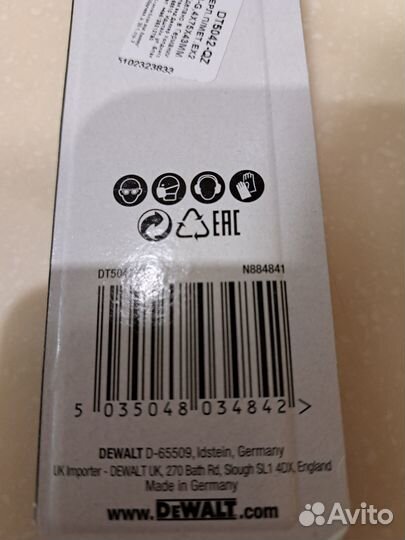 DT5042-QZ
5102323833
EAC
DT504
N884841
5 035048 034842 >
DEWALT D-65509, Idstein, Germany
UK Importer - DEWALT UK, 270 Bath Rd, Slough SL1 4DX, England
Made in Germany
www.DEWALT.com
Avito